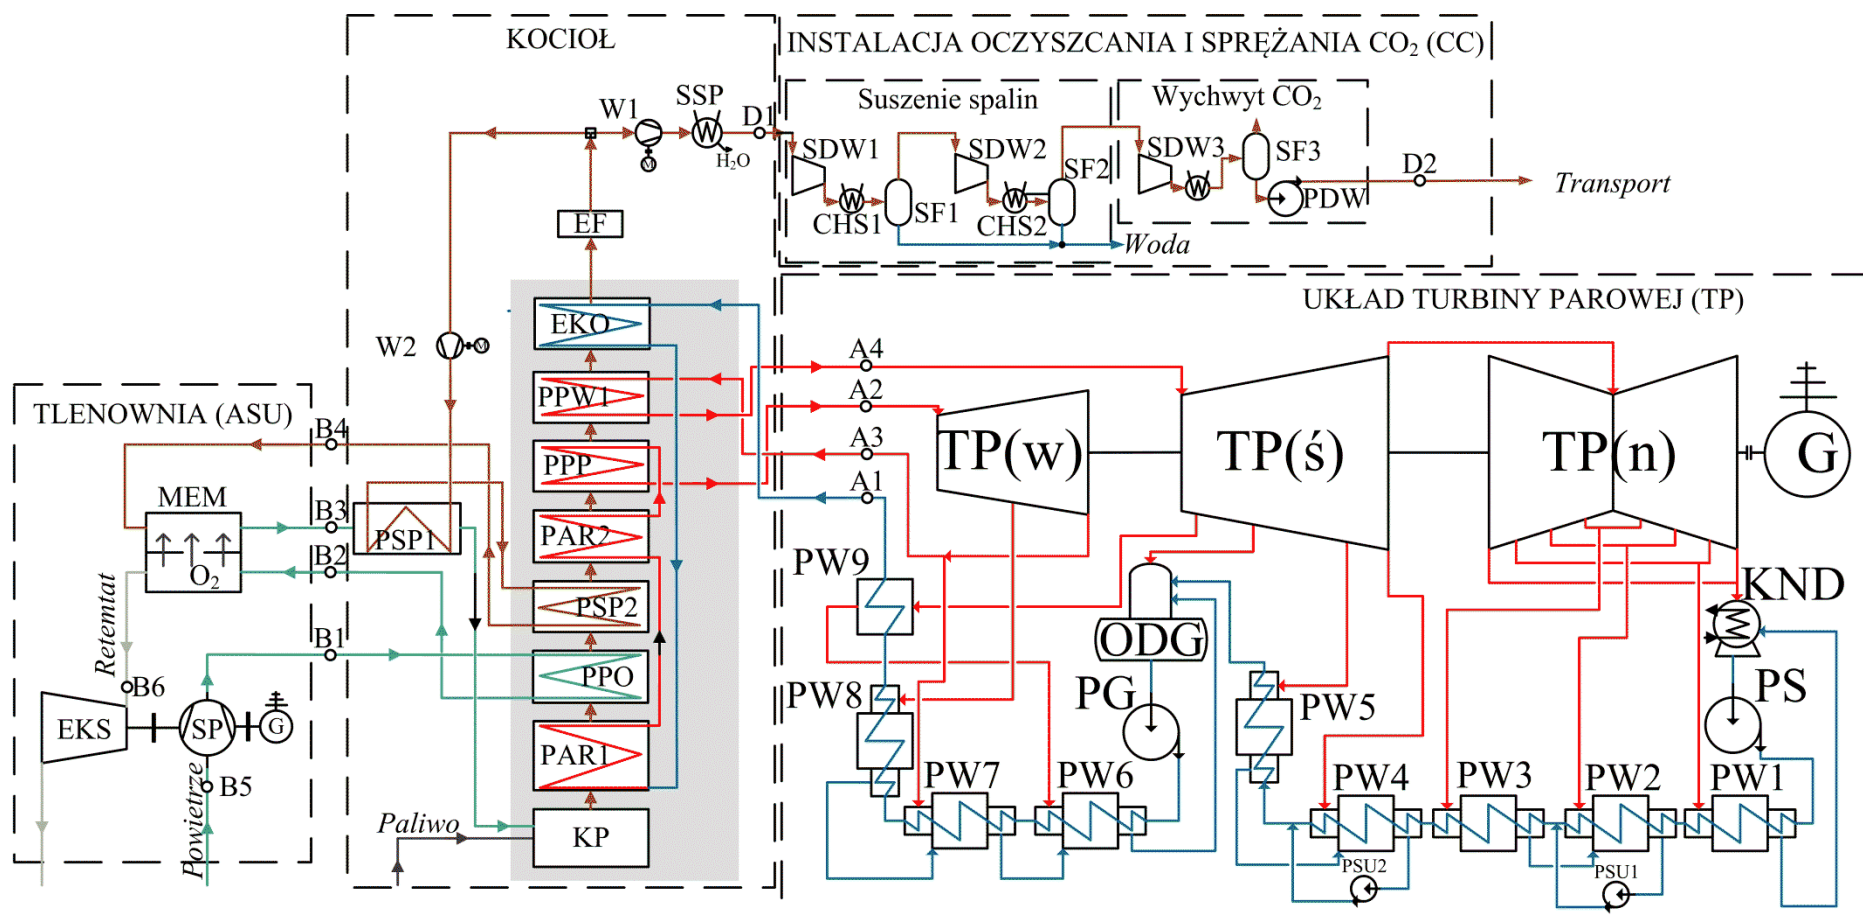 KOCIOŁ
INSTALACJA OCZYSZCANIA I SPRĘŻANIA CO₂ (CC)
Suszenie spalin
Wychwyt CO₂
W1
SSP
D1
M
H₂O
SDW1
CHS1
SF1
SDW2
CHS2
SF2
SDW3
SF3
PDW
D2
Transport
Woda
EF
W2
M
EKO
PPW1
PPP
PAR2
PSP2
PPO
PAR1
KP
Paliwo
PSP1
TLENOWNIA (ASU)
B4
B3
B2
B1
MEM
O₂
Retemtat
B6
EKS
SP
G
B5
Powietrze
UKŁAD TURBINY PAROWEJ (TP)
A4
A2
A3
A1
TP(w)
TP(ś)
TP(n)
G
PW9
PW8
PW7
PW6
ODG
PG
PW5
PW4
PW3
PW2
PW1
KND
PS
PSU2
PSU1